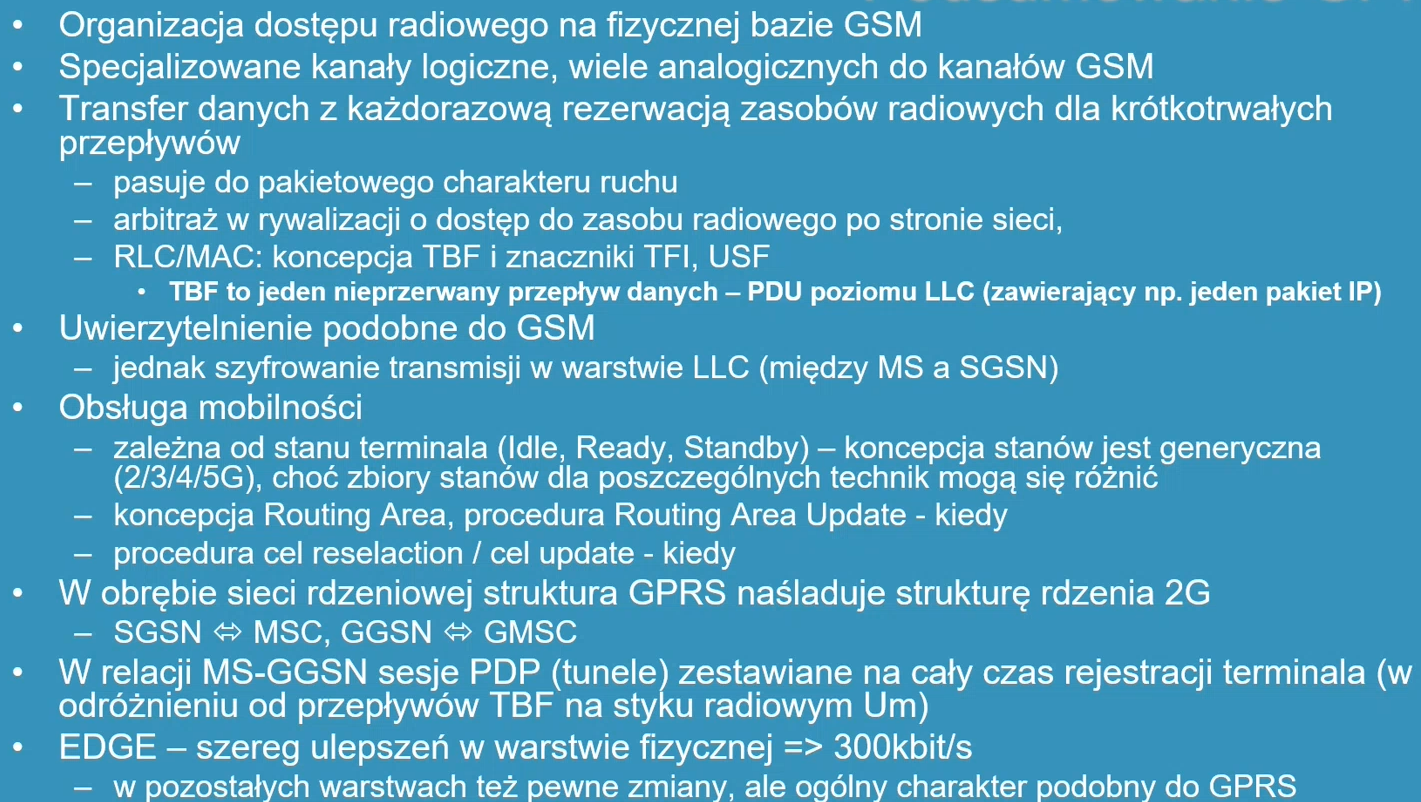 • Organizacja dostępu radiowego na fizycznej bazie GSM
• Specjalizowane kanały logiczne, wiele analogicznych do kanałów GSM
• Transfer danych z każdorazową rezerwacją zasobów radiowych dla krótkotrwałych
przepływów
– pasuje do pakietowego charakteru ruchu
– arbitraż w rywalizacji o dostęp do zasobu radiowego po stronie sieci,
– RLC/MAC: koncepcja TBF i znaczniki TFI, USF
• TBF to jeden nieprzerwany przepływ danych – PDU poziomu LLC (zawierający np. jeden pakiet IP)
• Uwierzytelnienie podobne do GSM
– jednak szyfrowanie transmisji w warstwie LLC (między MS a SGSN)
• Obsługa mobilności
– zależna od stanu terminala (Idle, Ready, Standby) – koncepcja stanów jest generyczna
(2/3/4/5G), choć zbiory stanów dla poszczególnych technik mogą się różnić
– koncepcja Routing Area, procedura Routing Area Update - kiedy
– procedura cel reselaction / cel update - kiedy
• W obrębie sieci rdzeniowej struktura GPRS naśladuje strukturę rdzenia 2G
– SGSN ⬄ MSC, GGSN ⬄ GMSC
• W relacji MS-GGSN sesje PDP (tunele) zestawiane na cały czas rejestracji terminala (w
odróżnieniu od przepływów TBF na styku radiowym Um)
• EDGE – szereg ulepszeń w warstwie fizycznej => 300kbit/s
– w pozostałych warstwach też pewne zmiany, ale ogólny charakter podobny do GPRS